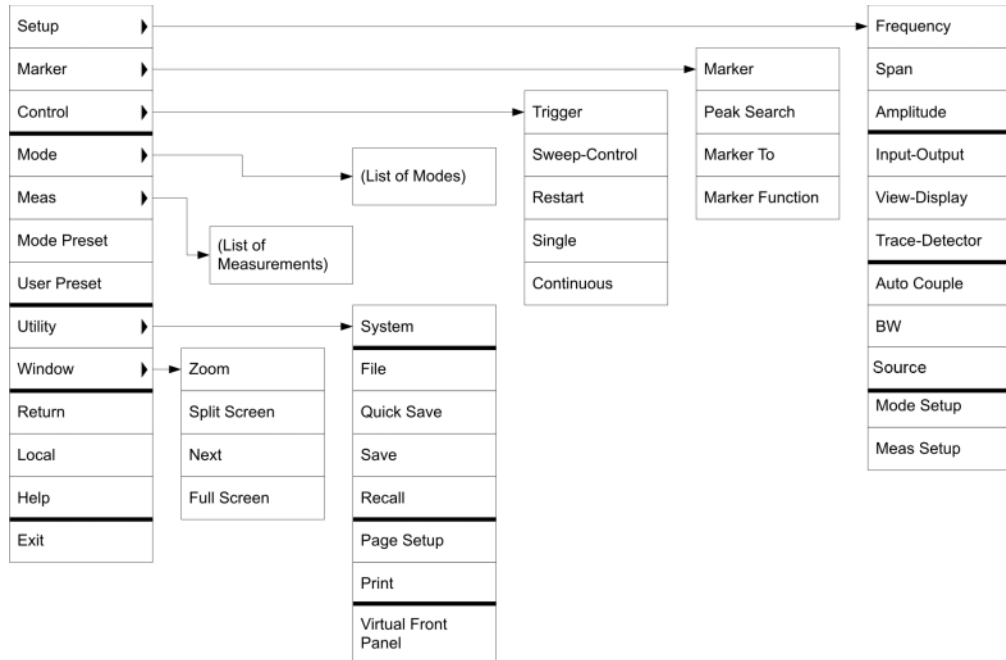 Setup
Marker
Control
Mode
Meas
Mode Preset
User Preset
Utility
Window
Return
Local
Help
Exit
(List of
Measurements)
Zoom
Split Screen
Next
Full Screen
(List of Modes)
System
File
Quick Save
Save
Recall
Page Setup
Print
Virtual Front
Panel
Trigger
Sweep-Control
Restart
Single
Continuous
Marker
Peak Search
Marker To
Marker Function
Frequency
Span
Amplitude
Input-Output
View-Display
Trace-Detector
Auto Couple
BW
Source
Mode Setup
Meas Setup